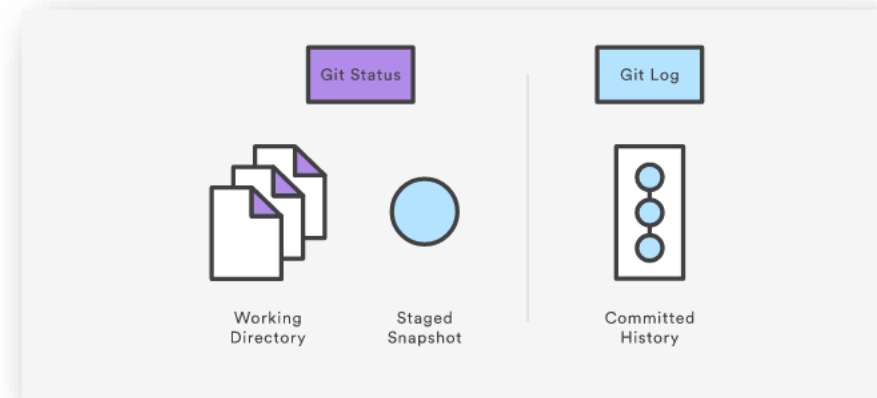 Git Status
Git Log
Working
Directory
Staged
Snapshot
Committed
History